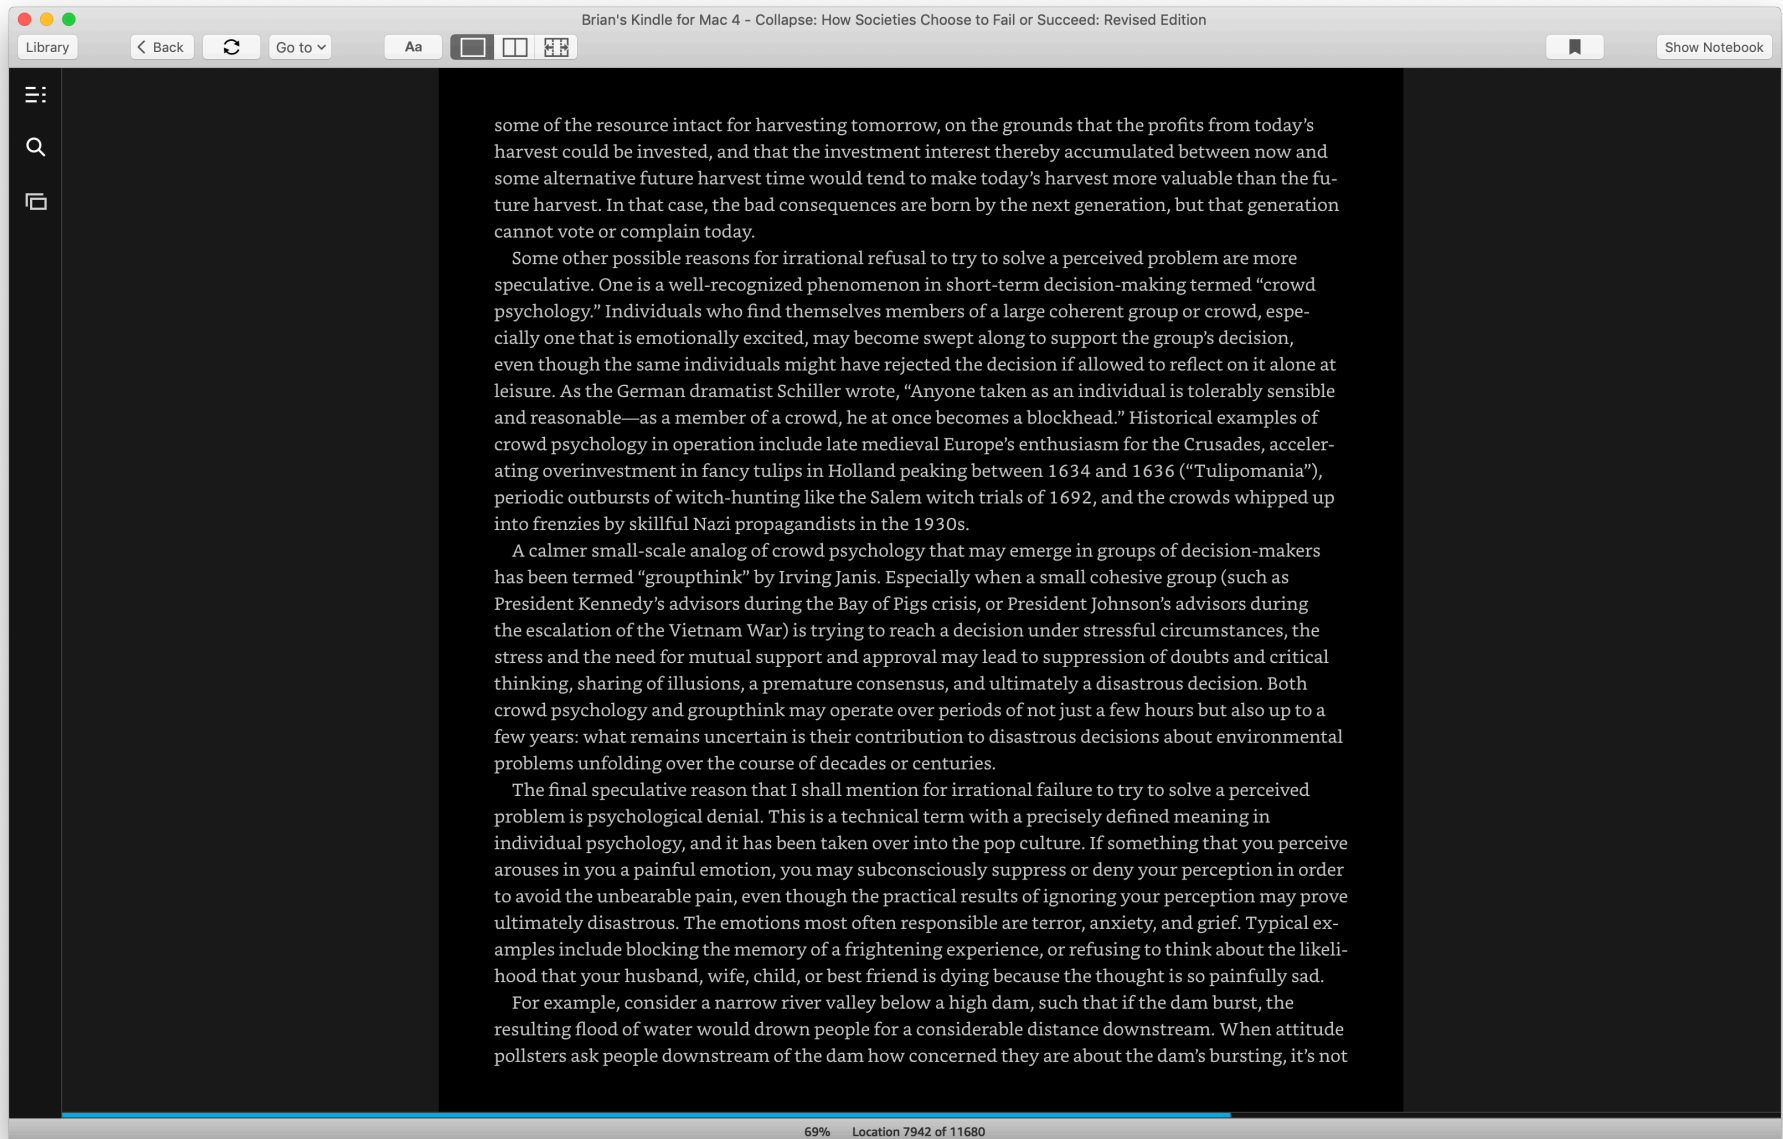 Brian's Kindle for Mac 4 - Collapse: How Societies Choose to Fail or Succeed: Revised Edition
Library
Back
Go to
Aa
Show Notebook
some of the resource intact for harvesting tomorrow, on the grounds that the profits from today’s
harvest could be invested, and that the investment interest thereby accumulated between now and
some alternative future harvest time would tend to make today’s harvest more valuable than the fu-
ture harvest. In that case, the bad consequences are born by the next generation, but that generation
cannot vote or complain today.
Some other possible reasons for irrational refusal to try to solve a perceived problem are more
speculative. One is a well-recognized phenomenon in short-term decision-making termed “crowd
psychology.” Individuals who find themselves members of a large coherent group or crowd, espe-
cially one that is emotionally excited, may become swept along to support the group’s decision,
even though the same individuals might have rejected the decision if allowed to reflect on it alone at
leisure. As the German dramatist Schiller wrote, “Anyone taken as an individual is tolerably sensible
and reasonable—as a member of a crowd, he at once becomes a blockhead.” Historical examples of
crowd psychology in operation include late medieval Europe’s enthusiasm for the Crusades, acceler-
ating overinvestment in fancy tulips in Holland peaking between 1634 and 1636 (“Tulipomania”),
periodic outbursts of witch-hunting like the Salem witch trials of 1692, and the crowds whipped up
into frenzies by skillful Nazi propagandists in the 1930s.
A calmer small-scale analog of crowd psychology that may emerge in groups of decision-makers
has been termed “groupthink” by Irving Janis. Especially when a small cohesive group (such as
President Kennedy’s advisors during the Bay of Pigs crisis, or President Johnson’s advisors during
the escalation of the Vietnam War) is trying to reach a decision under stressful circumstances, the
stress and the need for mutual support and approval may lead to suppression of doubts and critical
thinking, sharing of illusions, a premature consensus, and ultimately a disastrous decision. Both
crowd psychology and groupthink may operate over periods of not just a few hours but also up to a
few years: what remains uncertain is their contribution to disastrous decisions about environmental
problems unfolding over the course of decades or centuries.
The final speculative reason that I shall mention for irrational failure to try to solve a perceived
problem is psychological denial. This is a technical term with a precisely defined meaning in
individual psychology, and it has been taken over into the pop culture. If something that you perceive
arouses in you a painful emotion, you may subconsciously suppress or deny your perception in order
to avoid the unbearable pain, even though the practical results of ignoring your perception may prove
ultimately disastrous. The emotions most often responsible are terror, anxiety, and grief. Typical ex-
amples include blocking the memory of a frightening experience, or refusing to think about the likeli-
hood that your husband, wife, child, or best friend is dying because the thought is so painfully sad.
For example, consider a narrow river valley below a high dam, such that if the dam burst, the
resulting flood of water would drown people for a considerable distance downstream. When attitude
pollsters ask people downstream of the dam how concerned they are about the dam’s bursting, it’s not
69% Location 7942 of 11680